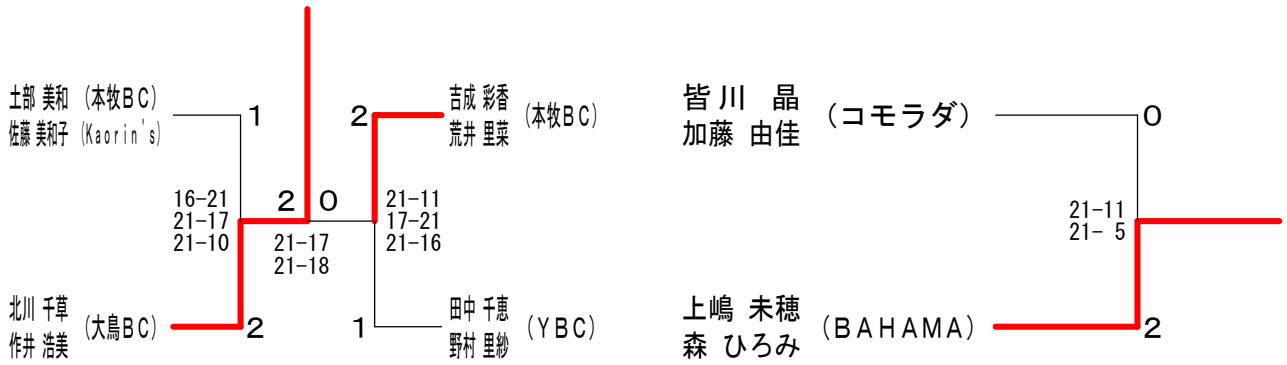 土部 美和 (本牧BC)
佐藤 美和子 (Kaorin's)
1
16-21
21-17
21-10
北川 千草
作井 浩美
(大鳥BC)
2
2 0
21-17
21-18
2
吉成 彩香
荒井 里菜
(本牧BC)
21-11
17-21
21-16
1
田中 千恵
野村 里紗
(YBC)
皆川 晶
加藤 由佳
(コモラダ)
0
21-11
21- 5
上嶋 未穂
森 ひろみ
(BAHAMA)
2